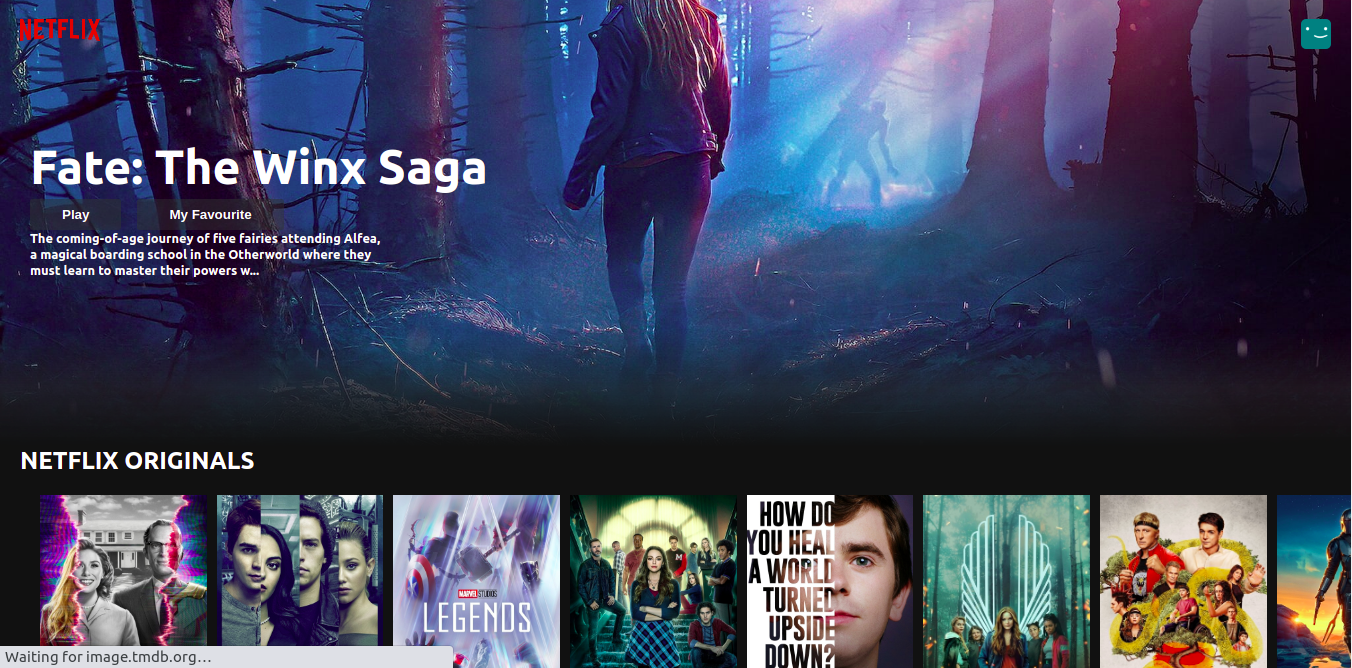 NETFLIX
Fate: The Winx Saga
Play
My Favourite
The coming-of-age journey of five fairies attending Alfea,
a magical boarding school in the Otherworld where they
must learn to master their powers w...
NETFLIX ORIGINALS
MARVEL STUDIOS
LEGENDS
HOW DO
YOU HEAL
A WORLD
TURNED
UPSIDE
DOWN?
Waiting for image.tmdb.org…